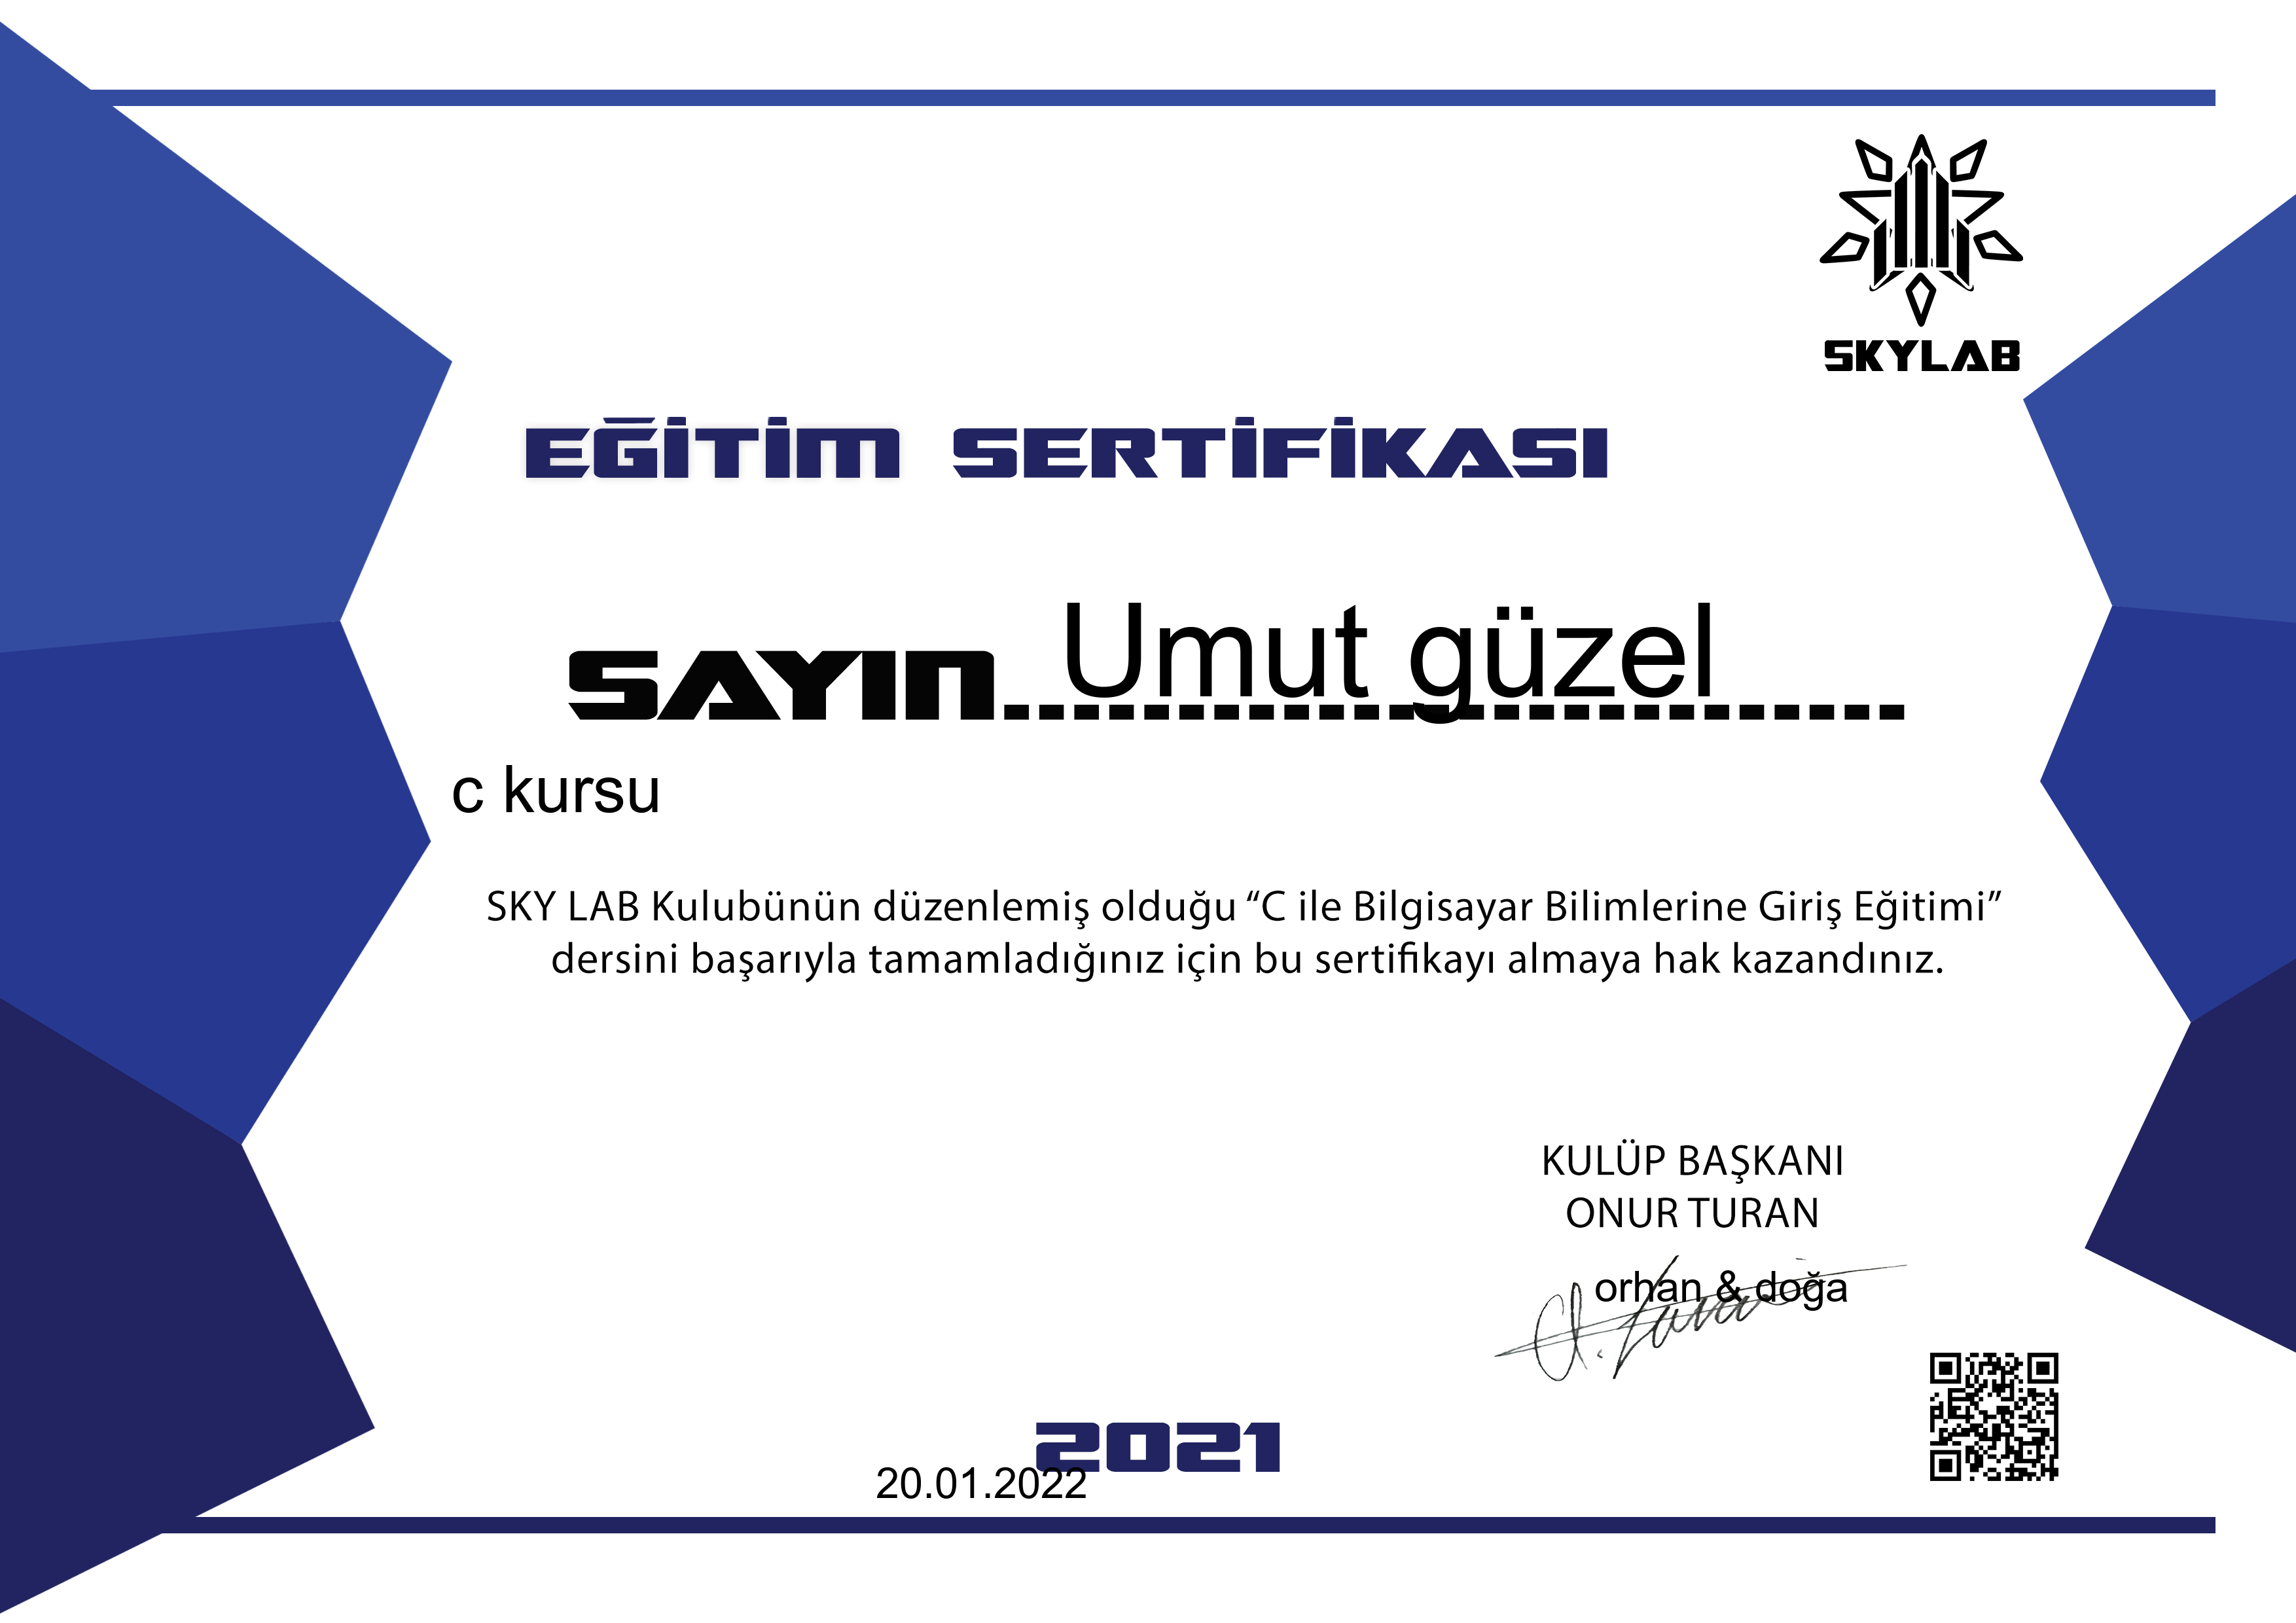 SKYLAB
EĞİTİM SERTİFİKASI
SAYIN Umut güzel
c kursu
SKY LAB Kulubünün düzenlemiş olduğu “C ile Bilgisayar Bilimlerine Giriş Eğitimi”
dersini başarıyla tamamladığınız için bu sertifikayı almaya hak kazandınız.
KULÜP BAŞKANI
ONUR TURAN
orhan & doğa
2021
20.01.2022